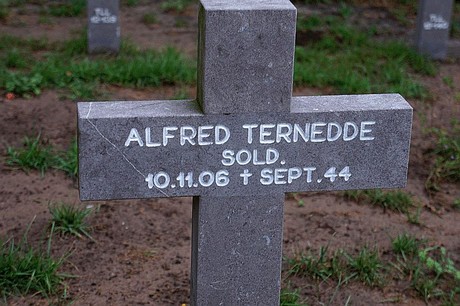 ALFRED TERNEDDE
SOLD.
10.11.06 ✝ SEPT. 44